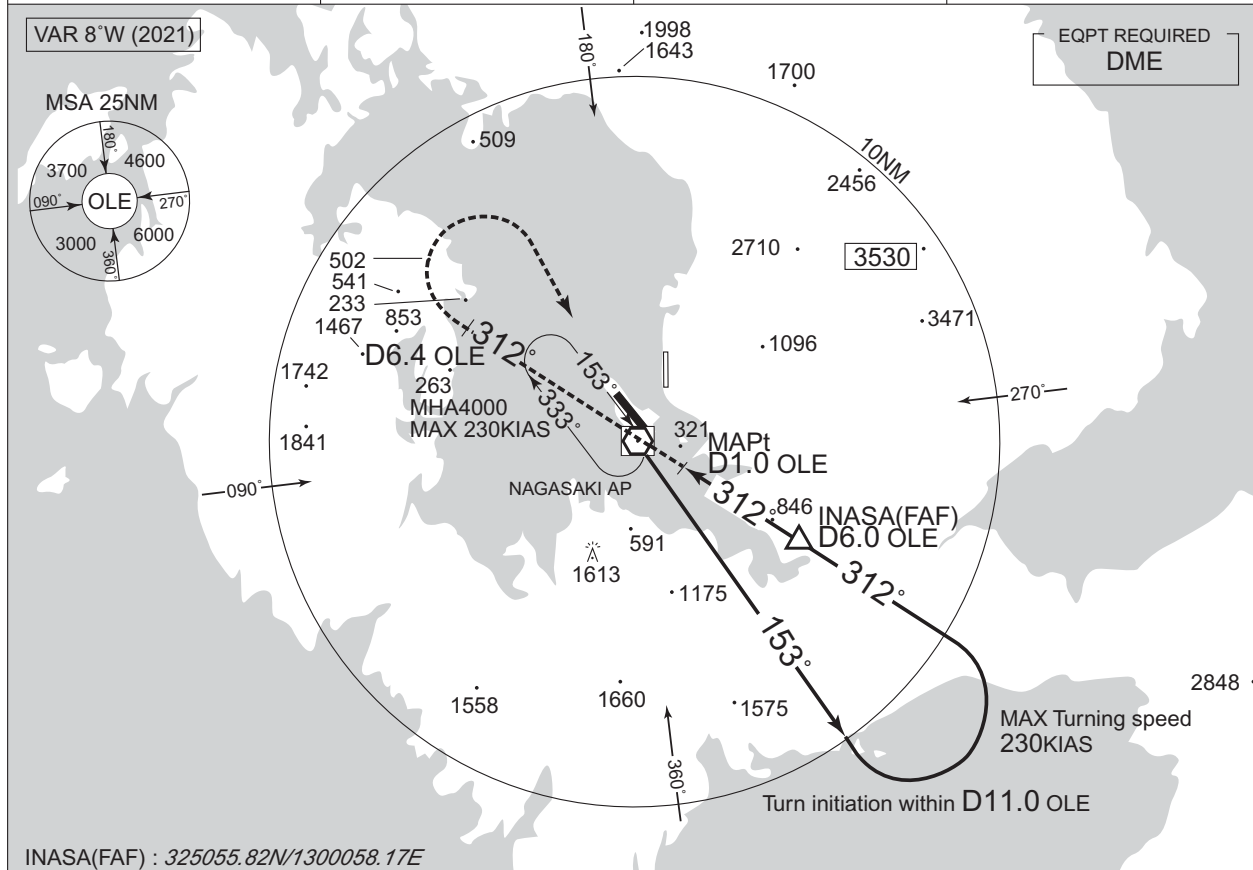 VAR 8°W (2021)
EQPT REQUIRED
DME
MSA 25NM
180°
3700
4600
090°
OLE
270°
3000
6000
360°
180°
1998
1643
1700
509
10NM
2456
2710
3530
502
541
233
853
1467
3471
1096
D6.4 OLE
312°
153°
1742
263
MHA4000
MAX 230KIAS
333°
270°
1841
321
MAPt
D1.0 OLE
090°
NAGASAKI AP
312°
846
INASA(FAF)
D6.0 OLE
591
1613
312°
1175
153°
1558
1660
1575
2848
MAX Turning speed
230KIAS
360°
Turn initiation within D11.0 OLE
INASA(FAF) : 325055.82N/1300058.17E